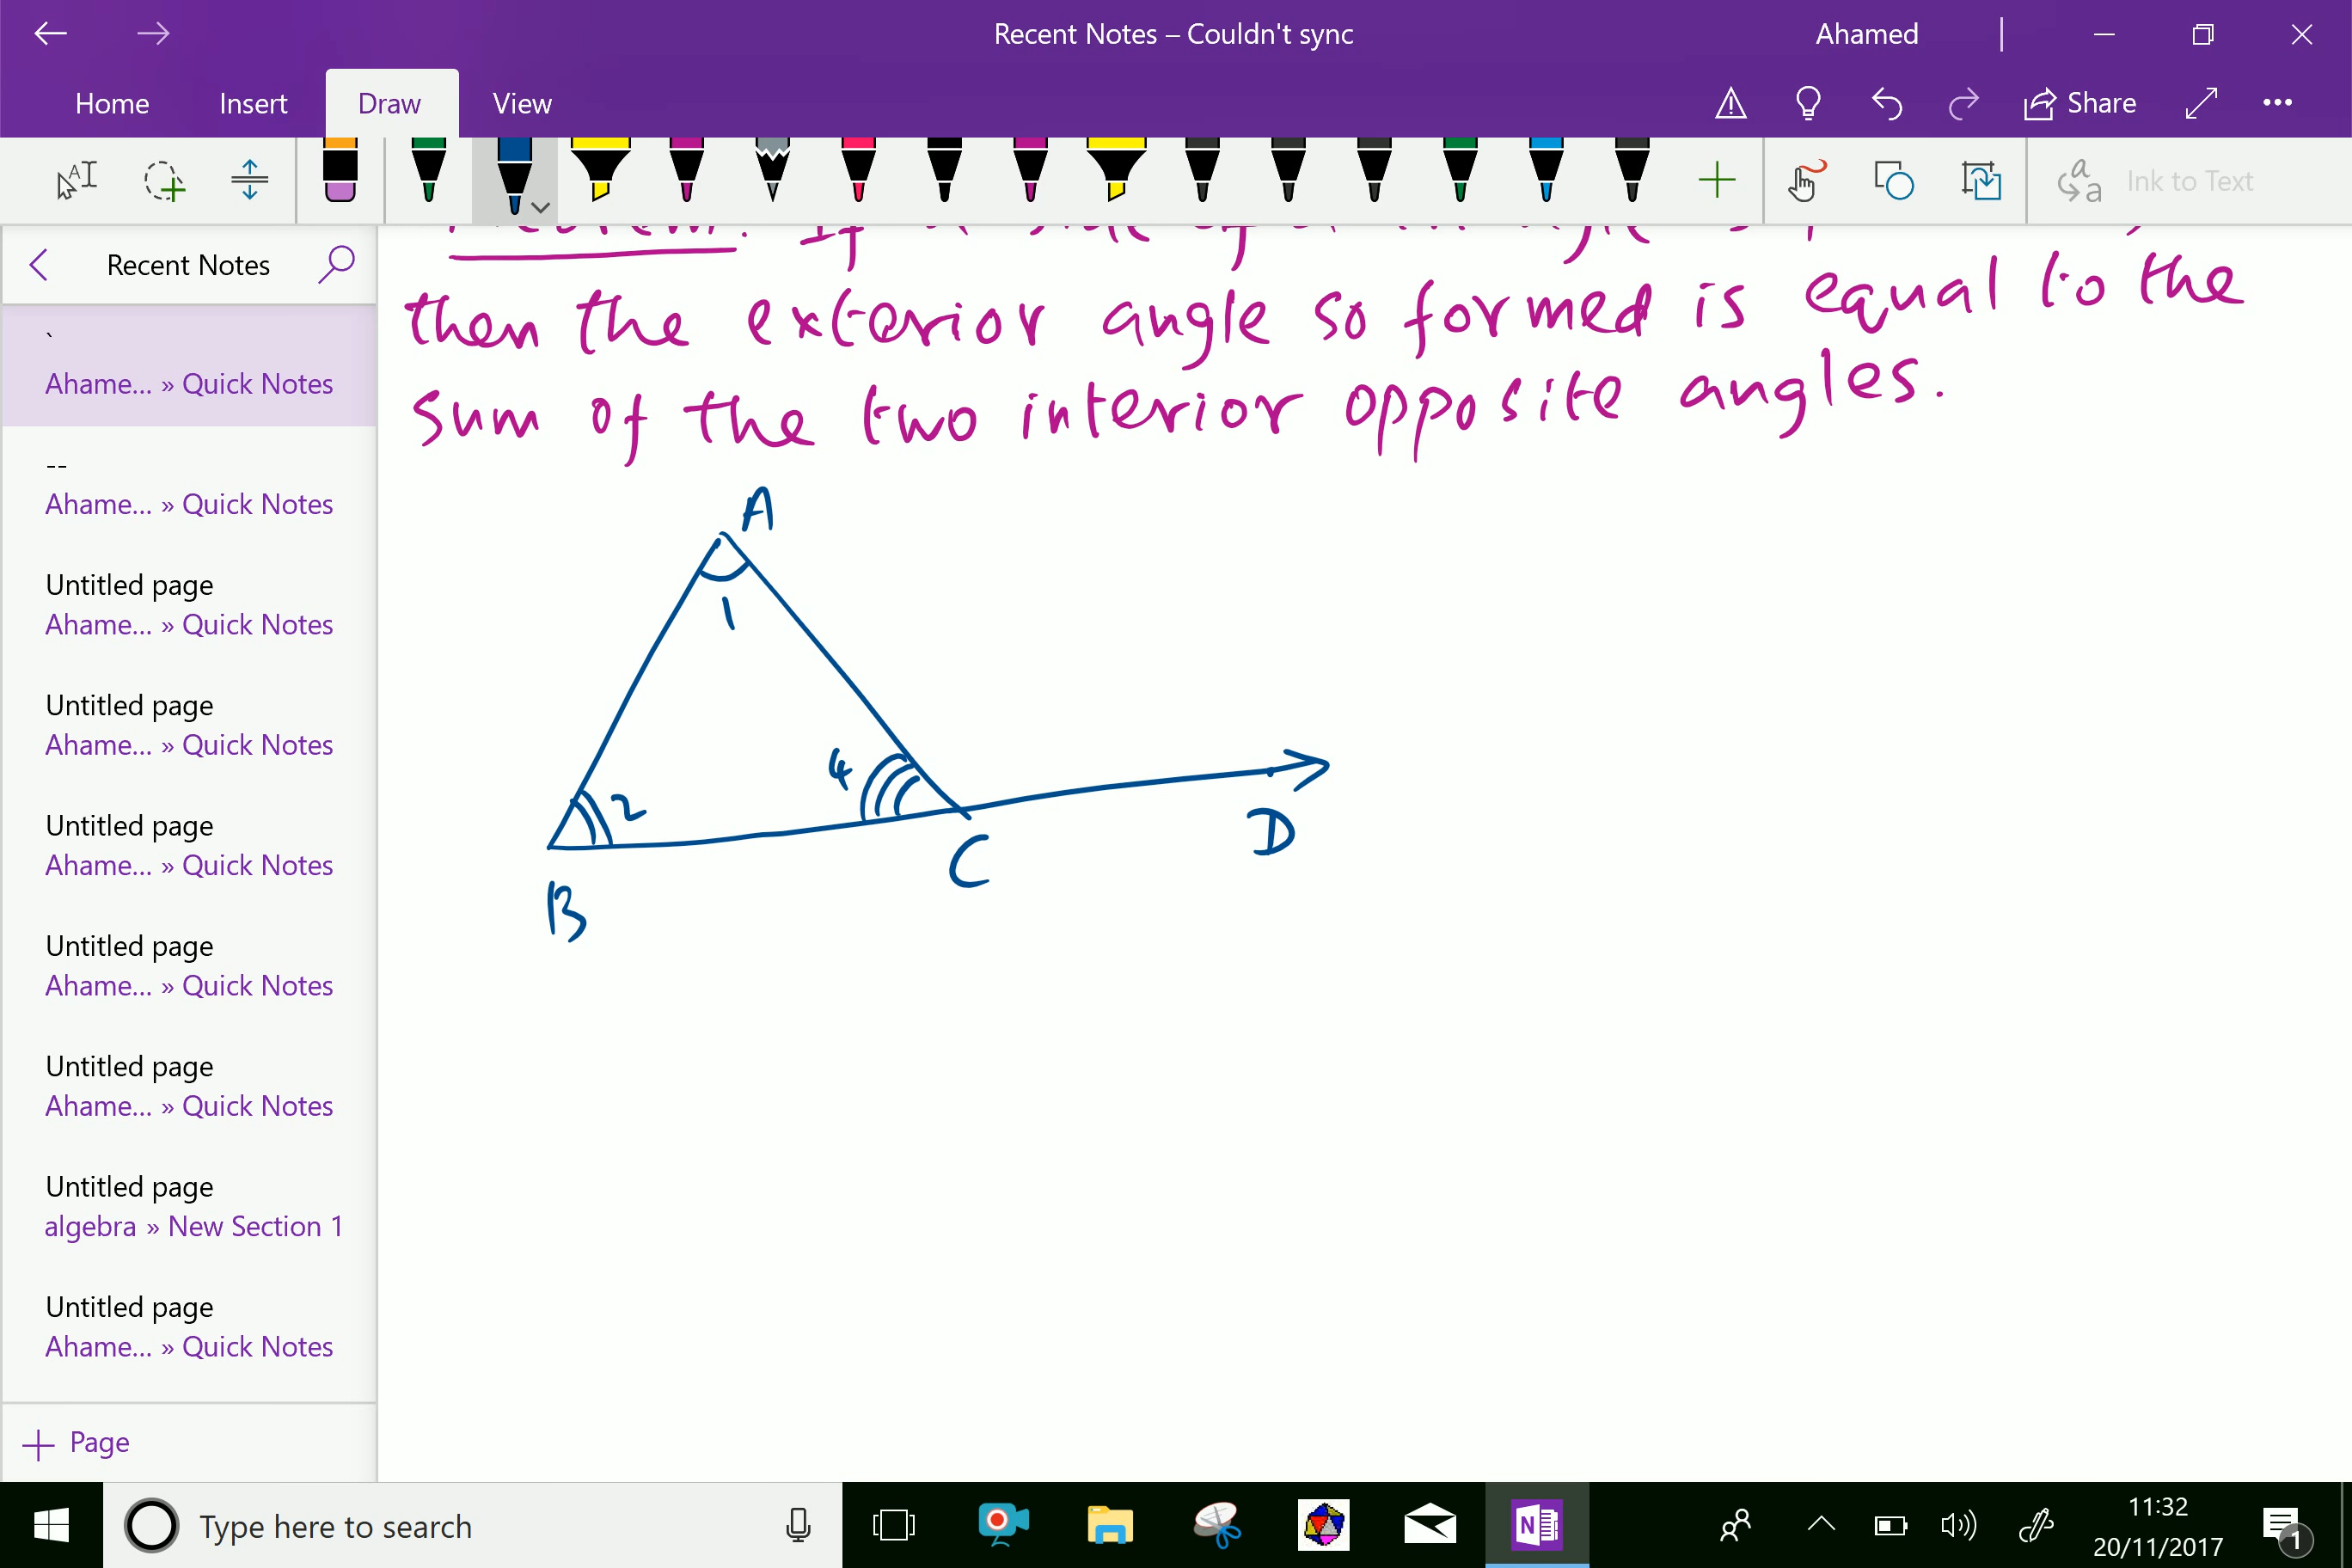 Recent Notes – Couldn't sync
Ahamed
Home Insert Draw View
Share
Ink to Text
Recent Notes
`
Ahame... » Quick Notes
--
Ahame... » Quick Notes
Untitled page
Ahame... » Quick Notes
Untitled page
Ahame... » Quick Notes
Untitled page
Ahame... » Quick Notes
Untitled page
Ahame... » Quick Notes
Untitled page
Ahame... » Quick Notes
Untitled page
algebra » New Section 1
Untitled page
Ahame... » Quick Notes
Page
If a side of a
then the exterior angle so formed is equal to the
sum of the two interior opposite angles.
A
1
4
2
D
C
B
Type here to search
N
11:32
20/11/2017
1